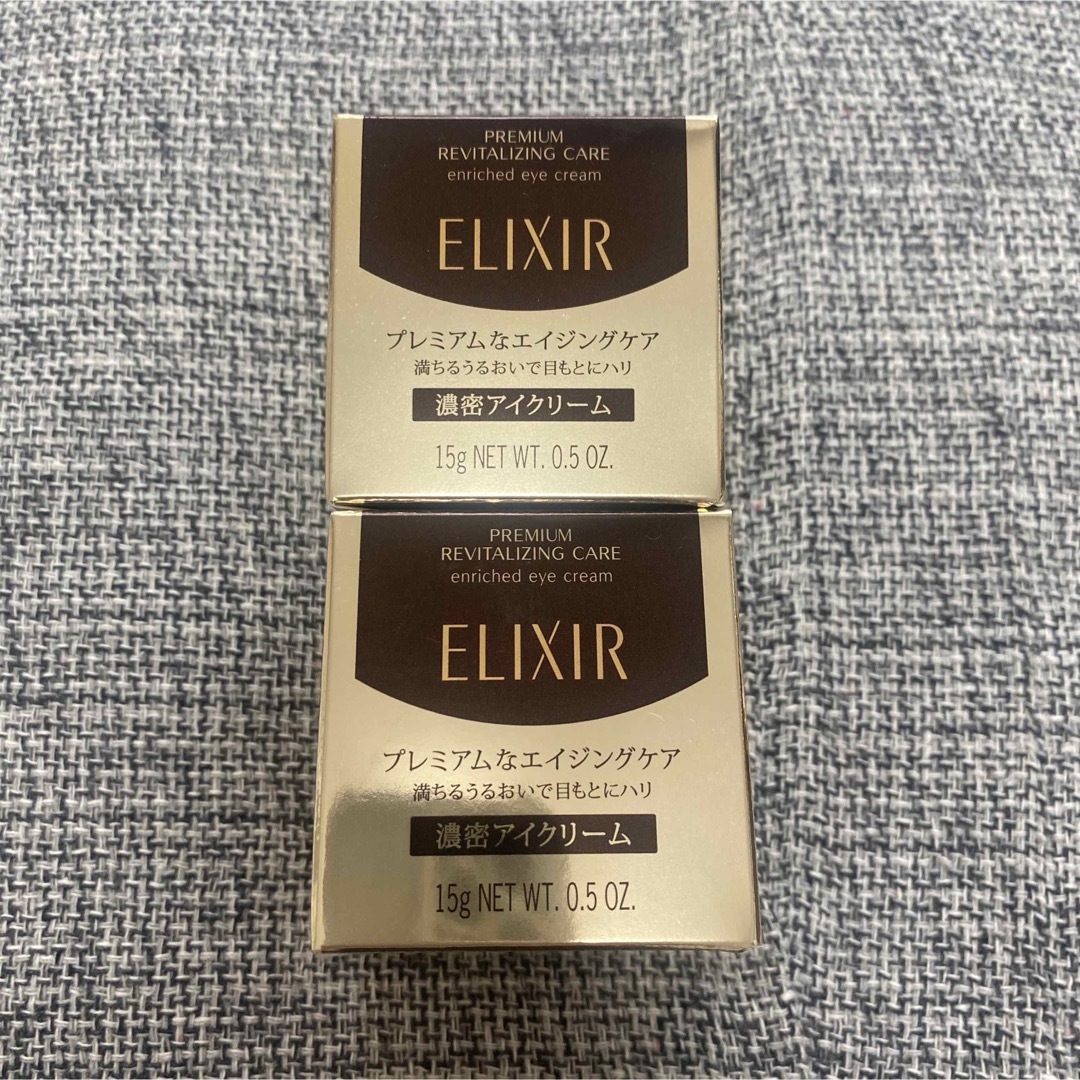 PREMIUM
REVITALIZING CARE
enriched eye cream
ELIXIR
プレミアムなエイジングケア
満ちるうるおいで目もとにハリ
濃密アイクリーム
15g NET WT. 0.5 OZ.
PREMIUM
REVITALIZING CARE
enriched eye cream
ELIXIR
プレミアムなエイジングケア
満ちるうるおいで目もとにハリ
濃密アイクリーム
15g NET WT. 0.5 OZ.